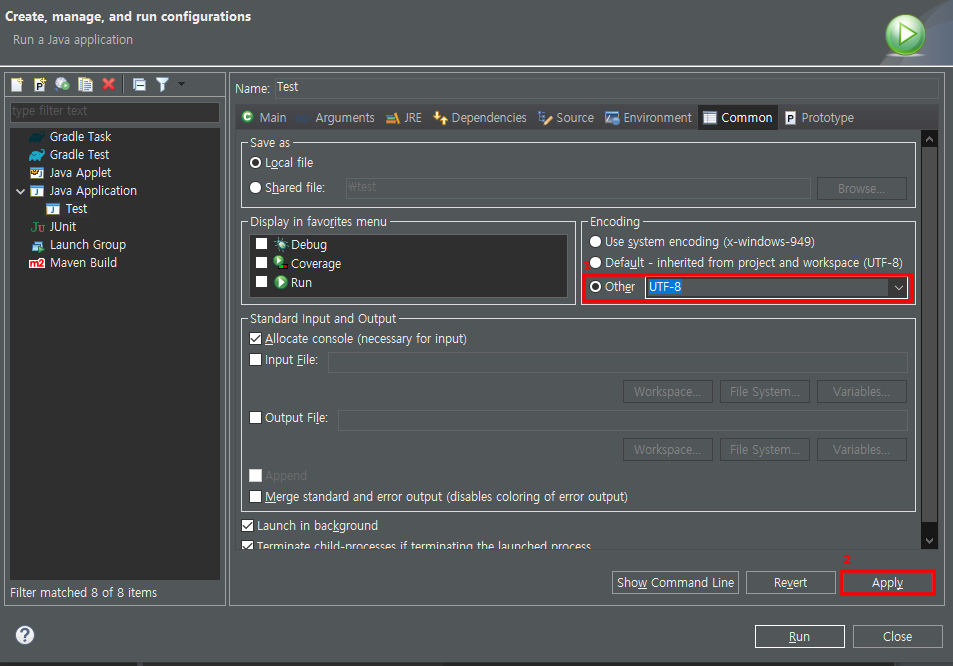 Create, manage, and run configurations
Run a Java application
type filter text
Gradle Task
Gradle Test
Java Applet
Java Application
Test
JUnit
Launch Group
Maven Build
Filter matched 8 of 8 items
Name: Test
Main Arguments JRE Dependencies Source Environment Common Prototype
Save as
Local file
Shared file: ₩test Browse...
Display in favorites menu
Debug
Coverage
Run
Encoding
Use system encoding (x-windows-949)
Default - inherited from project and workspace (UTF-8)
Other UTF-8
Standard Input and Output
Allocate console (necessary for input)
Input File:
Workspace... File System... Variables...
Output File:
Workspace... File System... Variables...
Append
Merge standard and error output (disables coloring of error output)
Launch in background
Terminate child-processes if terminating the launched process
2
Show Command Line Revert Apply
Run Close